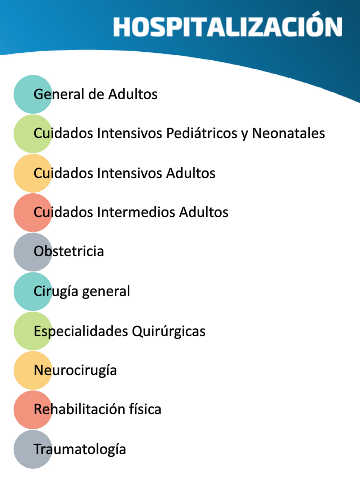 HOSPITALIZACIÓN
General de Adultos
Cuidados Intensivos Pediátricos y Neonatales
Cuidados Intensivos Adultos
Cuidados Intermedios Adultos
Obstetricia
Cirugía general
Especialidades Quirúrgicas
Neurocirugía
Rehabilitación física
Traumatología